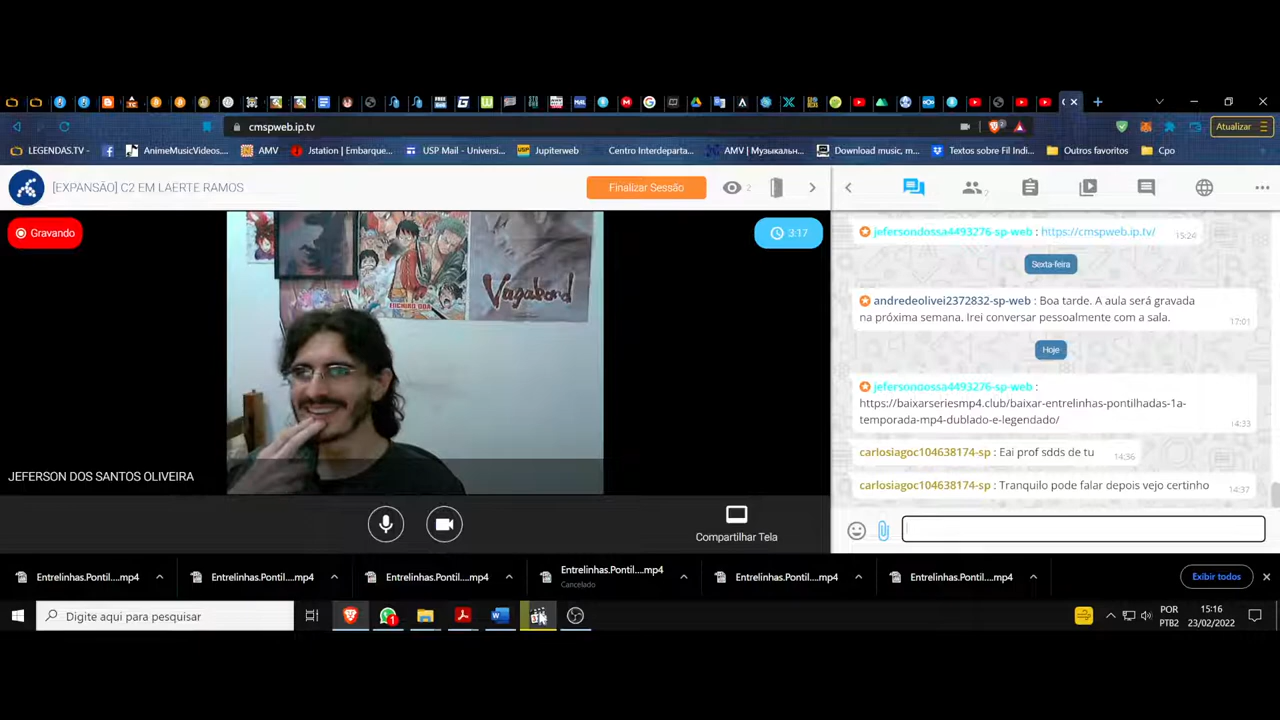 cmspweb.ip.tv
Atualizar
LEGENDAS.TV
AnimeMusicVideos...
AMV
Jstation | Embarque...
USP Mail - Universi...
Jupiterweb
Centro Interdeparta...
AMV | Музыкальн...
Download music, m...
Textos sobre Fil Indi...
Outros favoritos
Cpo
[EXPANSÃO] C2 EM LAERTE RAMOS
Finalizar Sessão
2
Gravando
3:17
Vagabond
JEFERSON DOS SANTOS OLIVEIRA
Compartilhar Tela
jefersondossa4493276-sp-web : https://cmspweb.ip.tv/
15:24
Sexta-feira
andredeolivei2372832-sp-web : Boa tarde. A aula será gravada
na próxima semana. Irei conversar pessoalmente com a sala.
17:01
Hoje
jefersondossa4493276-sp-web :
https://baixarseriesmp4.club/baixar-entrelinhas-pontilhadas-1a-
temporada-mp4-dublado-e-legendado/
14:33
carlosiagoc104638174-sp : Eai prof sdds de tu
14:36
carlosiagoc104638174-sp : Tranquilo pode falar depois vejo certinho
14:37
Entrelinhas.Pontil....mp4
Entrelinhas.Pontil....mp4
Entrelinhas.Pontil....mp4
Entrelinhas.Pontil....mp4
Cancelado
Entrelinhas.Pontil....mp4
Entrelinhas.Pontil....mp4
Exibir todos
Digite aqui para pesquisar
POR
PTB2
15:16
23/02/2022